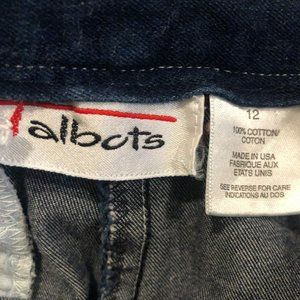 talbots
12
100% COTTON/
COTON
MADE IN USA
FABRIQUE AUX
ETATS UNIS
SEE REVERSE FOR CARE
INDICATIONS AU DOS